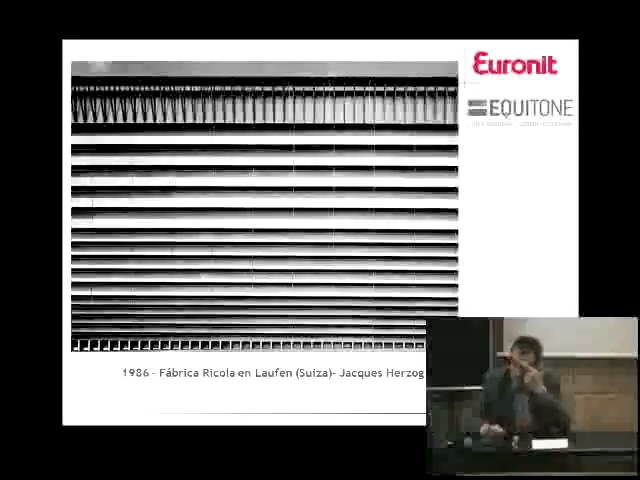 Euronit
EQUITONE
1986 - Fábrica Ricola en Laufen (Suiza)- Jacques Herzog